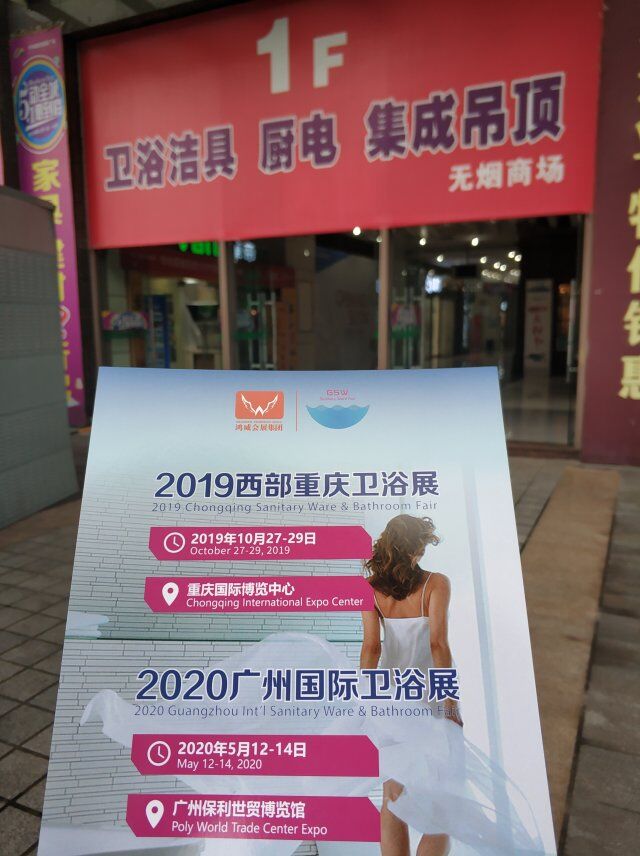 1F
卫浴洁具 厨电 集成吊顶
无烟商场
鸿威会展集团
GSW
2019西部重庆卫浴展
2019 Chongqing Sanitary Ware & Bathroom Fair
2019年10月27-29日
October 27-29, 2019
重庆国际博览中心
Chongqing International Expo Center
2020广州国际卫浴展
2020 Guangzhou Int'l Sanitary Ware & Bathroom Fair
2020年5月12-14日
May 12-14, 2020
广州保利世贸博览馆
Poly World Trade Center Expo